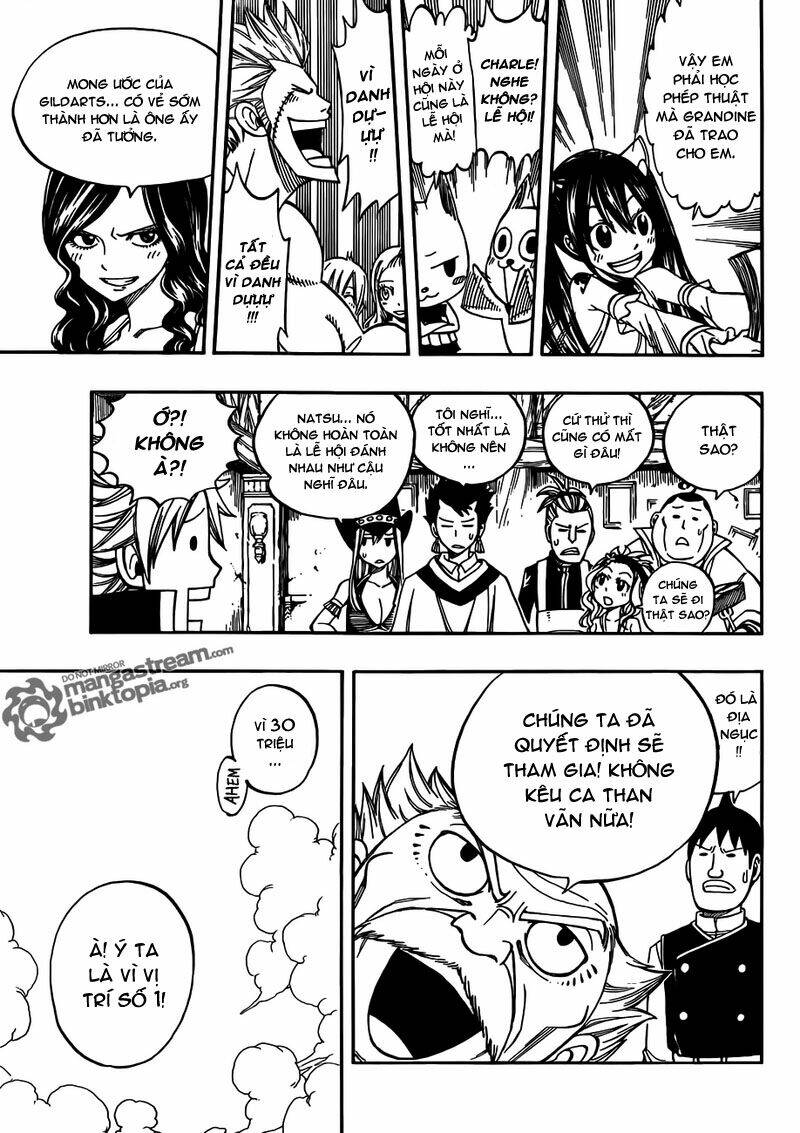 VẬY EM
PHẢI HỌC
PHÉP THUẬT
MÀ GRANDINE
ĐÃ TRAO
CHO EM.
CHARLE!
NGHE
KHÔNG?
LỄ HỘI!
MỖI
NGÀY Ở
HỘI NÀY
CŨNG LÀ
LỄ HỘI
MÀ!
VÌ
DANH
DỰ-
ỰỰ
!!
TẤT
CẢ ĐỀU
VÌ DANH
DỰỰỰ
!!!
MONG ƯỚC CỦA
GILDARTS... CÓ VẺ SỚM
THÀNH HƠN LÀ ÔNG ẤY
ĐÃ TƯỞNG.
THẬT
SAO?
CHÚNG
TA SẼ ĐI
THẬT SAO?
CỨ THỬ THÌ
CŨNG CÓ MẤT
GÌ ĐÂU!
TÔI NGHĨ...
TỐT NHẤT LÀ
KHÔNG NÊN
...
NATSU... NÓ
KHÔNG HOÀN TOÀN
LÀ LỄ HỘI ĐÁNH
NHAU NHƯ CẬU
NGHĨ ĐÂU.
Ớ?!
KHÔNG
À?!
ĐÓ LÀ
ĐỊA
NGỤC
!!
CHÚNG TA ĐÃ
QUYẾT ĐỊNH SẼ
THAM GIA! KHÔNG
KÊU CA THAN
VÃN NỮA!
VÌ 30
TRIỆU
...
AHEM
À! Ý TA
LÀ VÌ VỊ
TRÍ SỐ 1!
DO NOT MIRROR
mangastream.com
binktopia.org